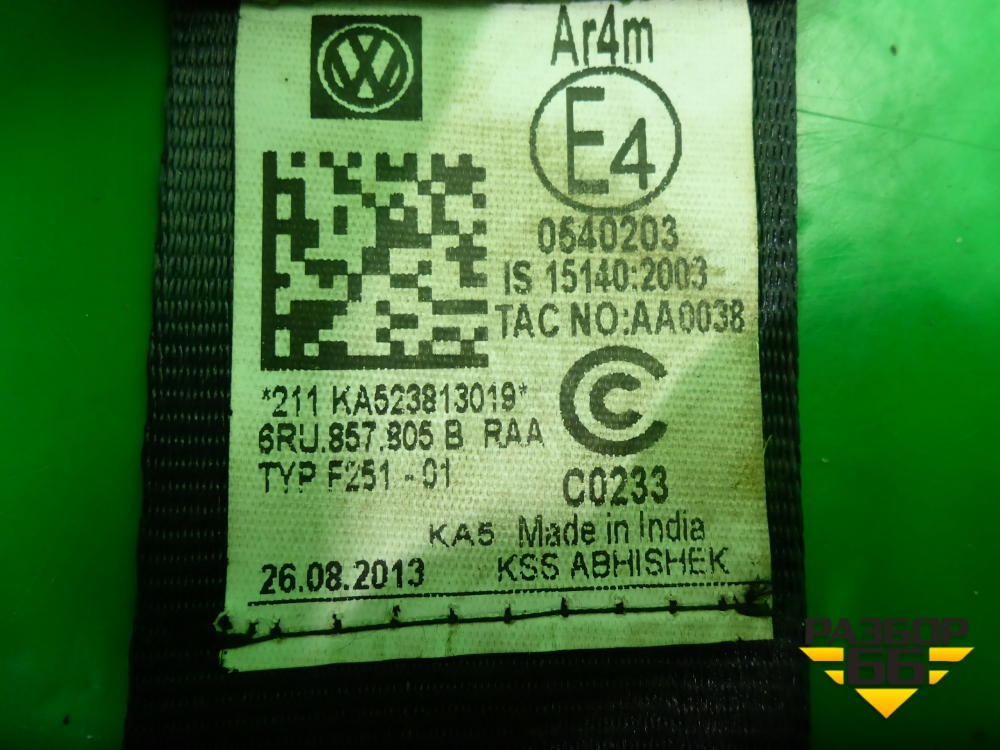 Ar4m
E4
0540203
IS 15140:2003
TAC NO:AA0038
*211 KA523813019*
6RU.857.805 B RAA
TYP F251 - 01
C0233
KA5 Made in India
26.08.2013 KSS ABHISHEK
РАЗБОР
66